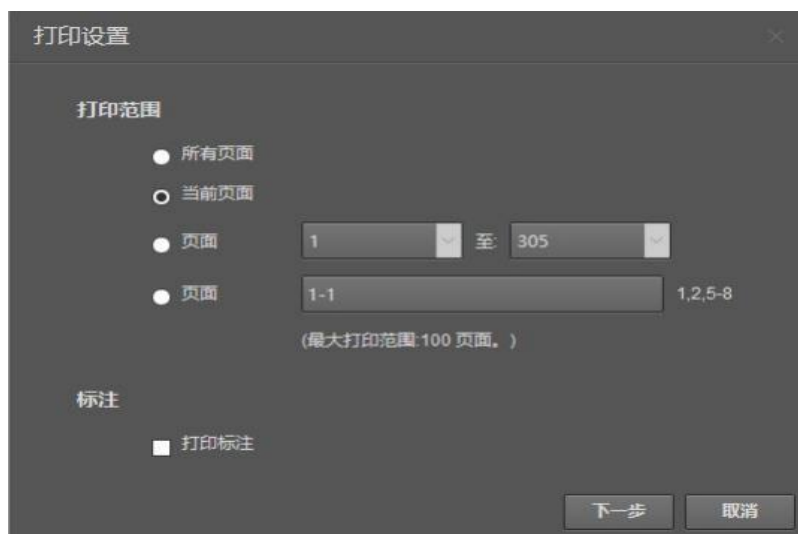 打印设置
打印范围
所有页面
当前页面
页面 1 至: 305
页面 1-1 1,2,5-8
(最大打印范围:100 页面。)
标注
打印标注
下一步 取消